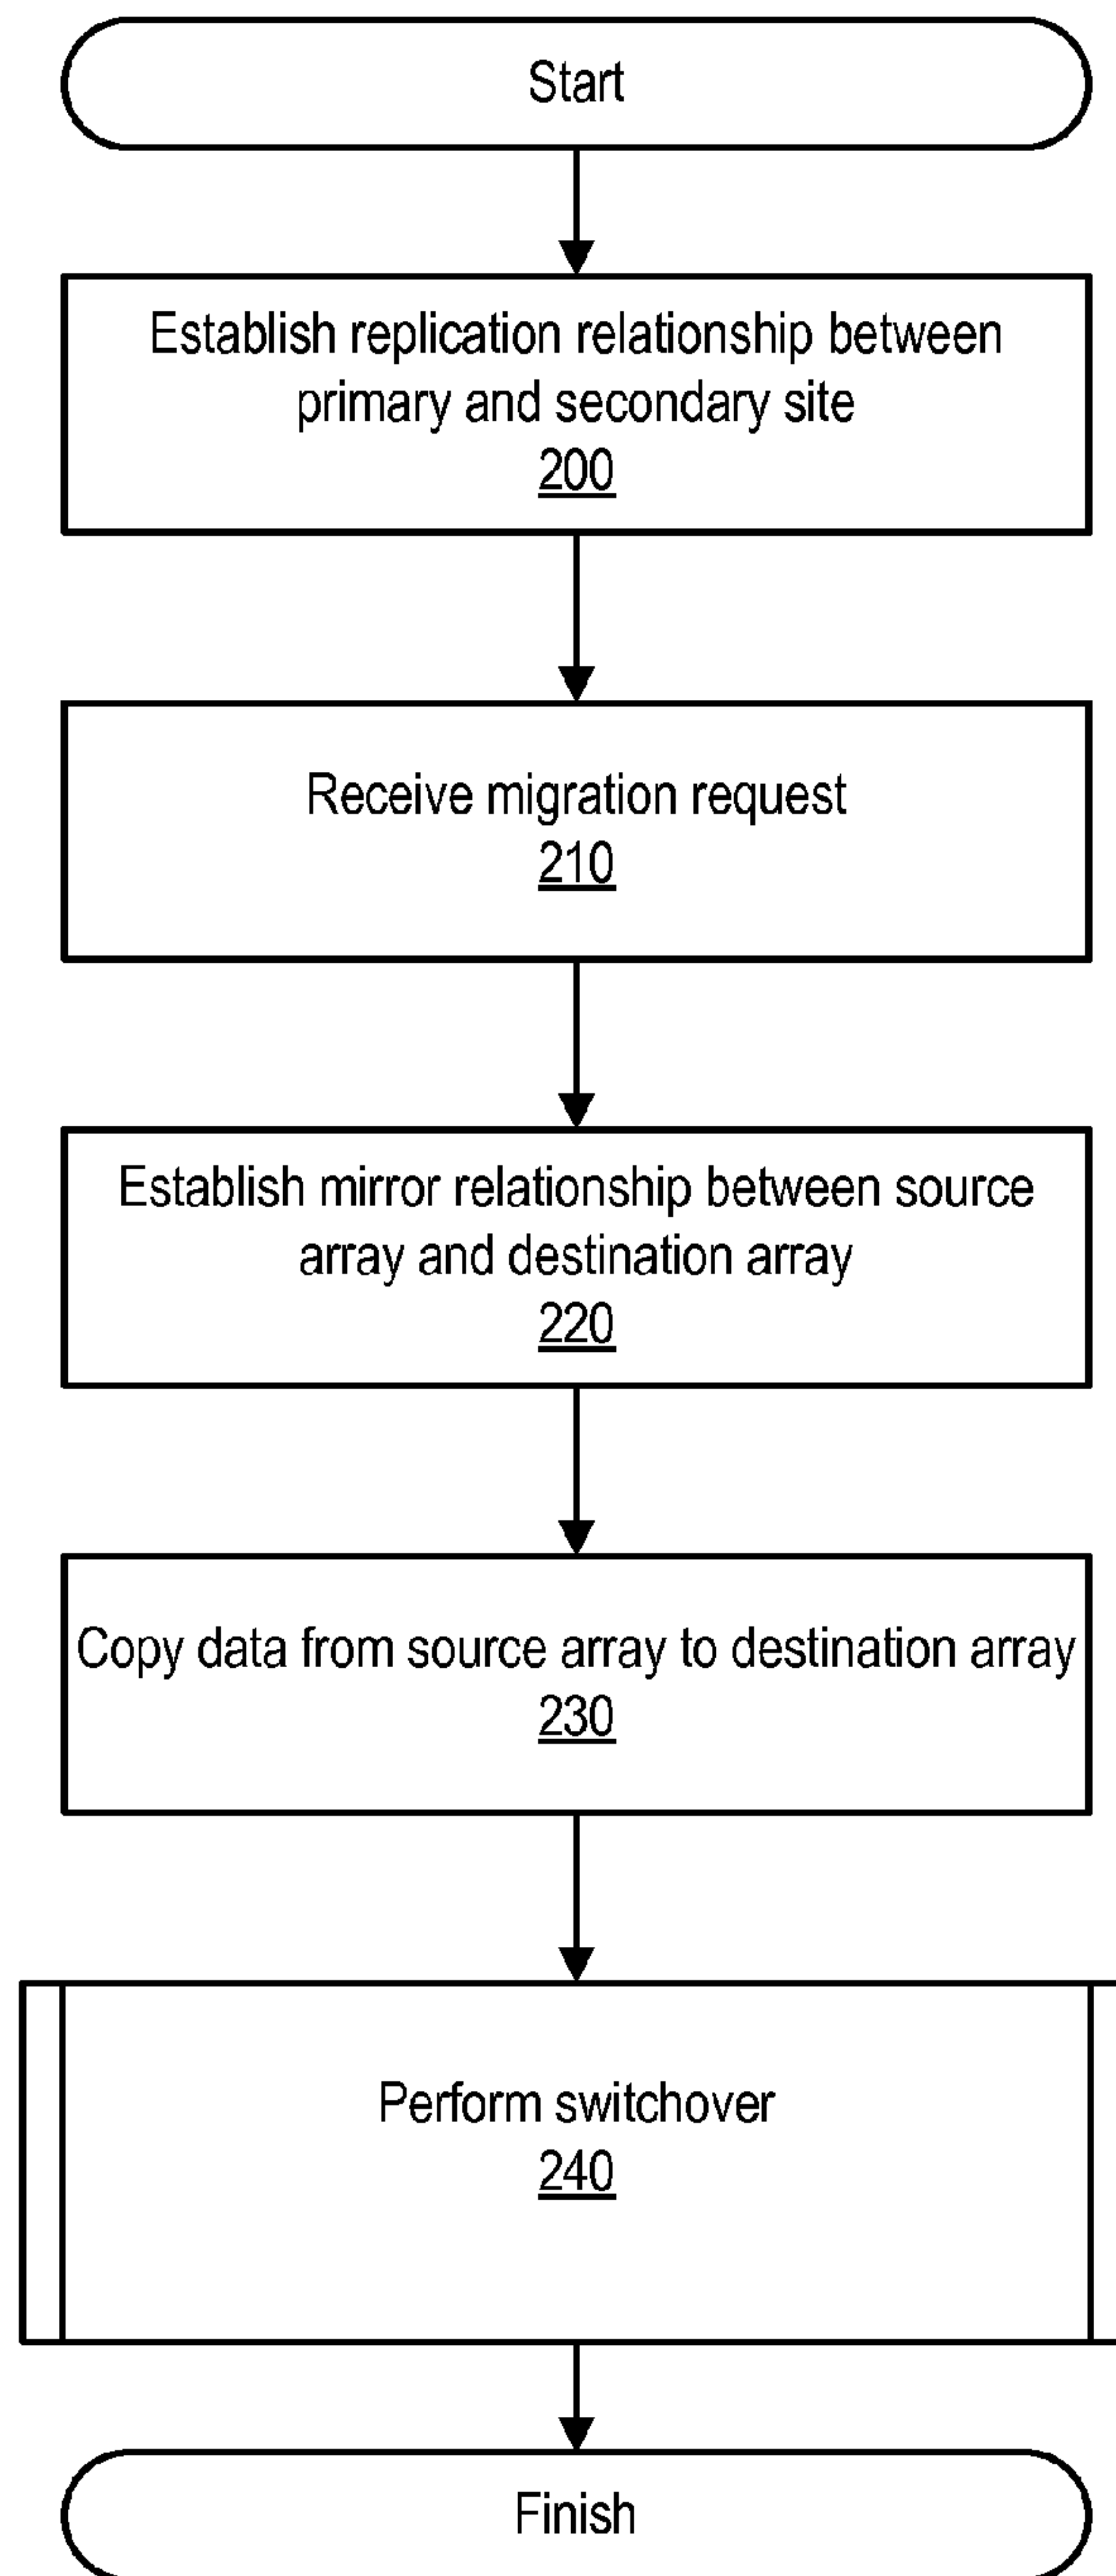 Start
Establish replication relationship between
primary and secondary site
200
Receive migration request
210
Establish mirror relationship between source
array and destination array
220
Copy data from source array to destination array
230
Perform switchover
240
Finish